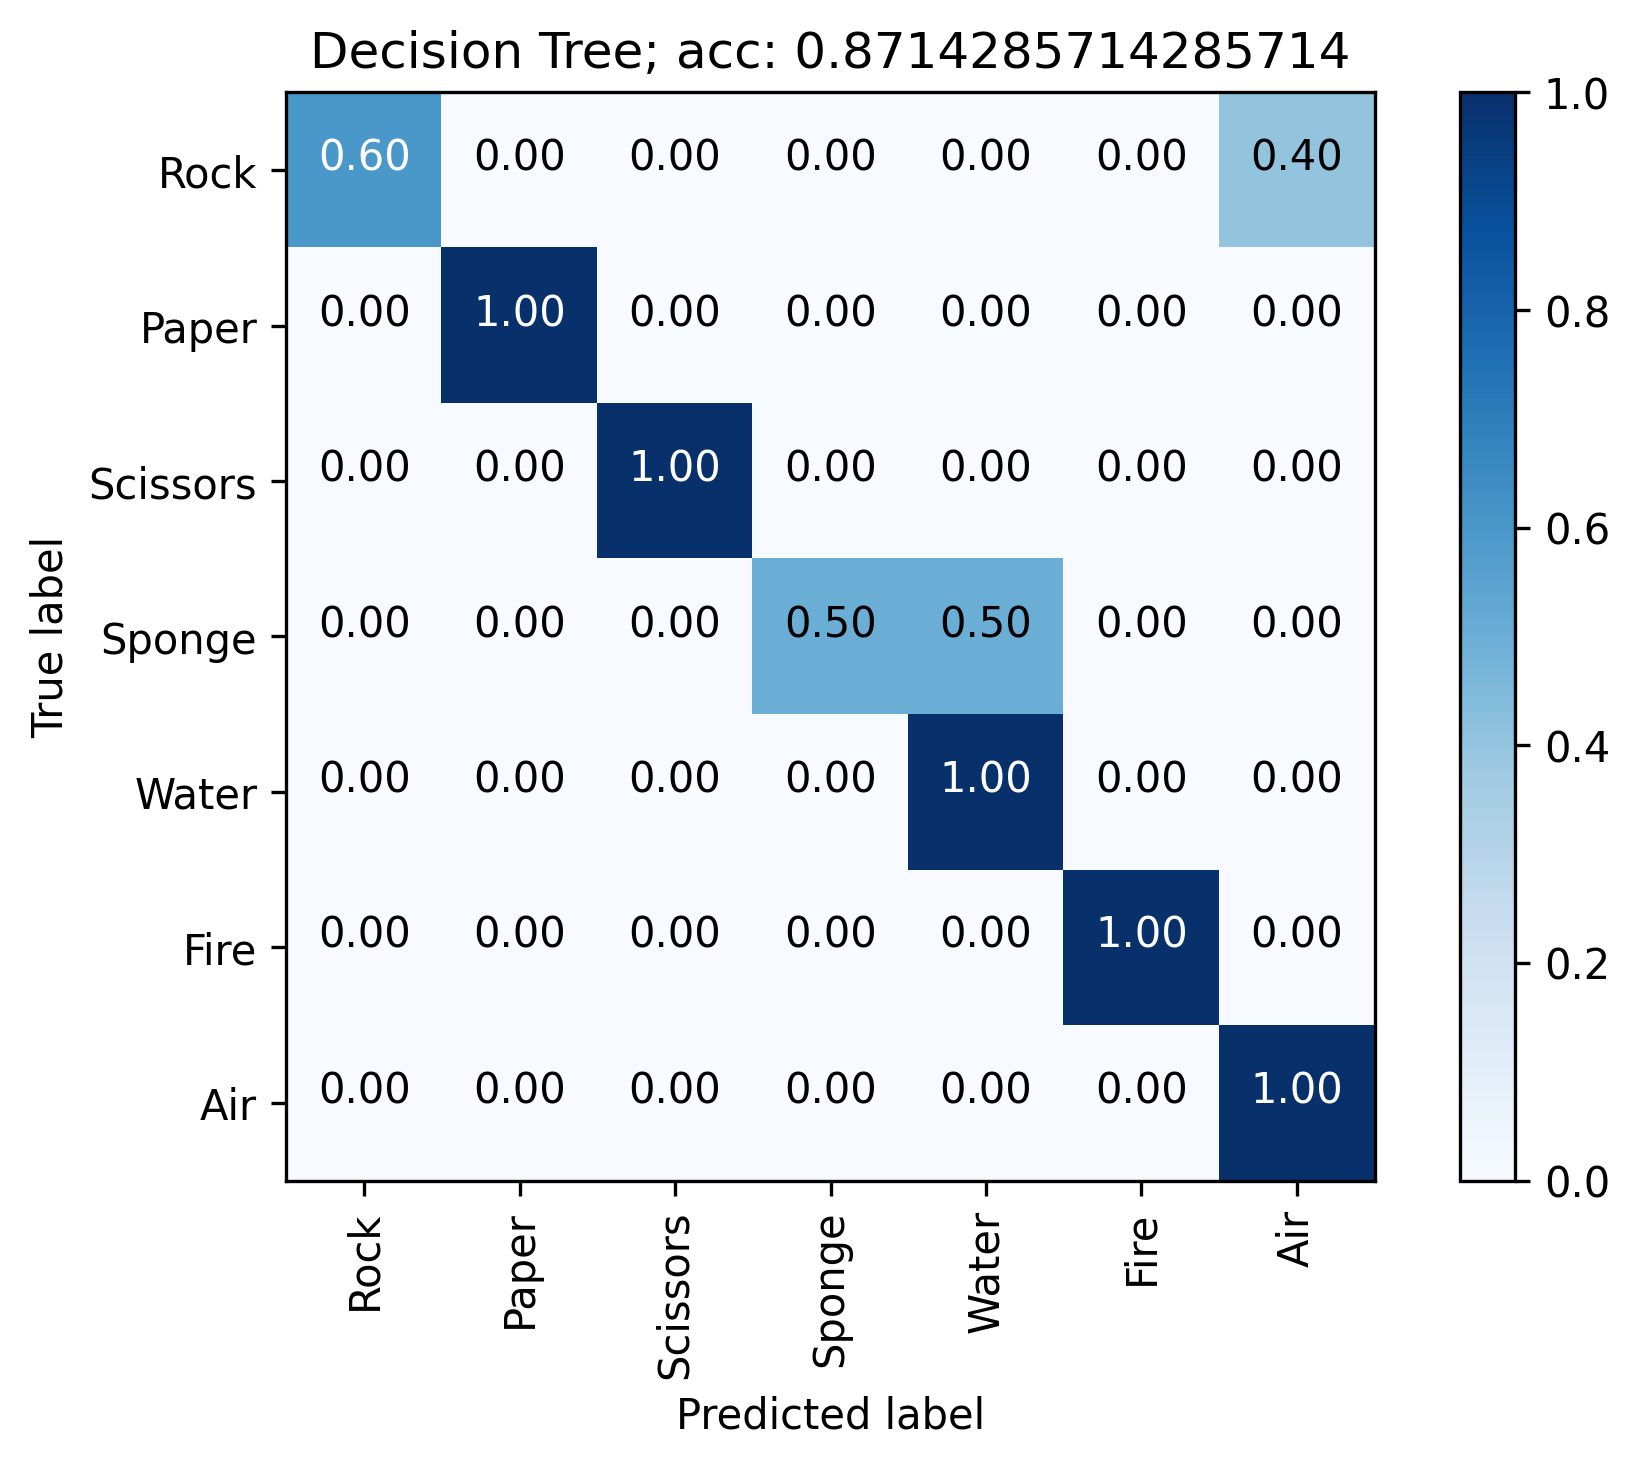 Decision Tree; acc: 0.8714285714285714
Rock 0.60 0.00 0.00 0.00 0.00 0.00 0.40
Paper 0.00 1.00 0.00 0.00 0.00 0.00 0.00
Scissors 0.00 0.00 1.00 0.00 0.00 0.00 0.00
Sponge 0.00 0.00 0.00 0.50 0.50 0.00 0.00
Water 0.00 0.00 0.00 0.00 1.00 0.00 0.00
Fire 0.00 0.00 0.00 0.00 0.00 1.00 0.00
Air 0.00 0.00 0.00 0.00 0.00 0.00 1.00
True label
Rock
Paper
Scissors
Sponge
Water
Fire
Air
Predicted label
1.0
0.8
0.6
0.4
0.2
0.0